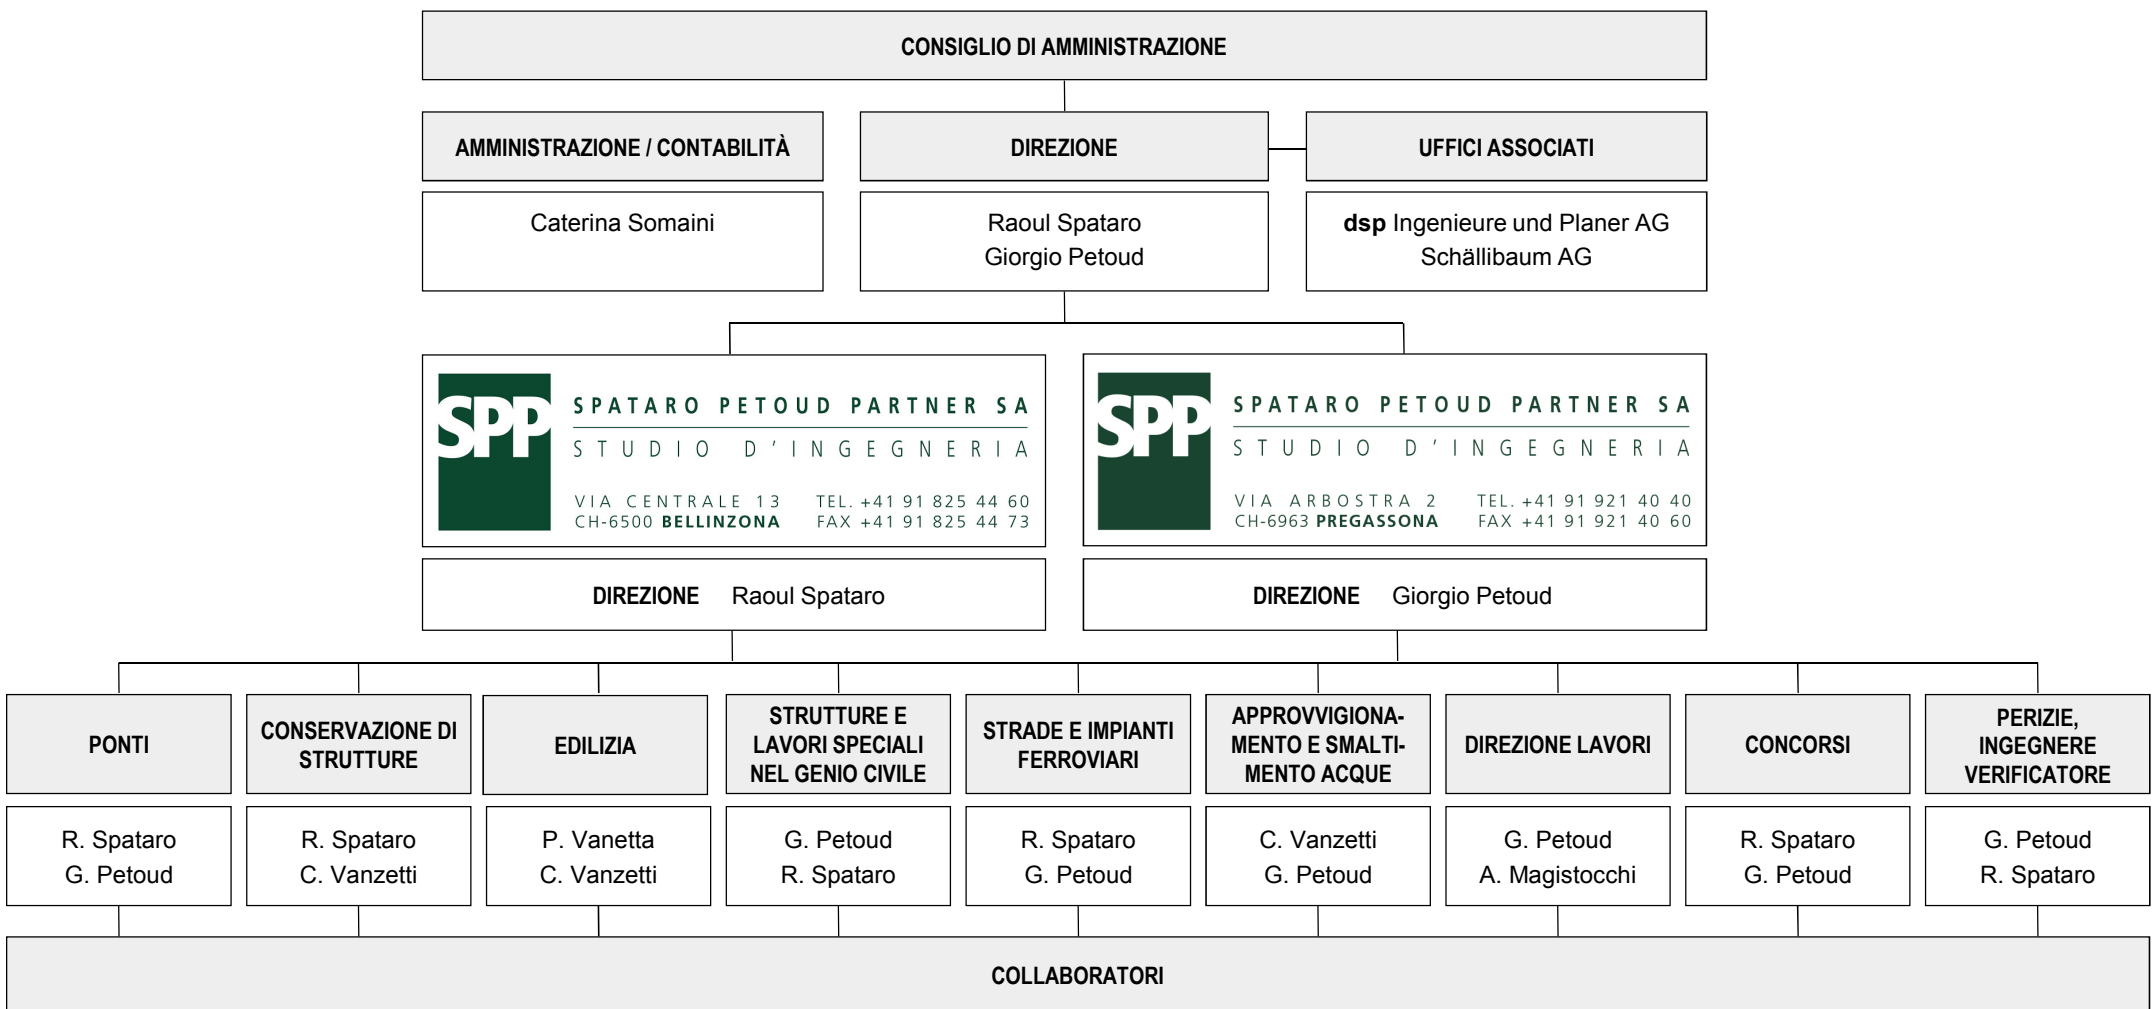 CONSIGLIO DI AMMINISTRAZIONE
AMMINISTRAZIONE / CONTABILITÀ
Caterina Somaini
DIREZIONE
Raoul Spataro
Giorgio Petoud
UFFICI ASSOCIATI
dsp Ingenieure und Planer AG
Schällibaum AG
SPP
SPATARO PETOUD PARTNER SA
STUDIO D'INGEGNERIA
VIA CENTRALE 13 TEL. +41 91 825 44 60
CH-6500 BELLINZONA FAX +41 91 825 44 73
DIREZIONE Raoul Spataro
SPP
SPATARO PETOUD PARTNER SA
STUDIO D'INGEGNERIA
VIA ARBOSTRA 2 TEL. +41 91 921 40 40
CH-6963 PREGASSONA FAX +41 91 921 40 60
DIREZIONE Giorgio Petoud
PONTI
R. Spataro
G. Petoud
CONSERVAZIONE DI
STRUTTURE
R. Spataro
C. Vanzetti
EDILIZIA
P. Vanetta
C. Vanzetti
STRUTTURE E
LAVORI SPECIALI
NEL GENIO CIVILE
G. Petoud
R. Spataro
STRADE E IMPIANTI
FERROVIARI
R. Spataro
G. Petoud
APPROVVIGIONA-
MENTO E SMALTI-
MENTO ACQUE
C. Vanzetti
G. Petoud
DIREZIONE LAVORI
G. Petoud
A. Magistocchi
CONCORSI
R. Spataro
G. Petoud
PERIZIE,
INGEGNERE
VERIFICATORE
G. Petoud
R. Spataro
COLLABORATORI